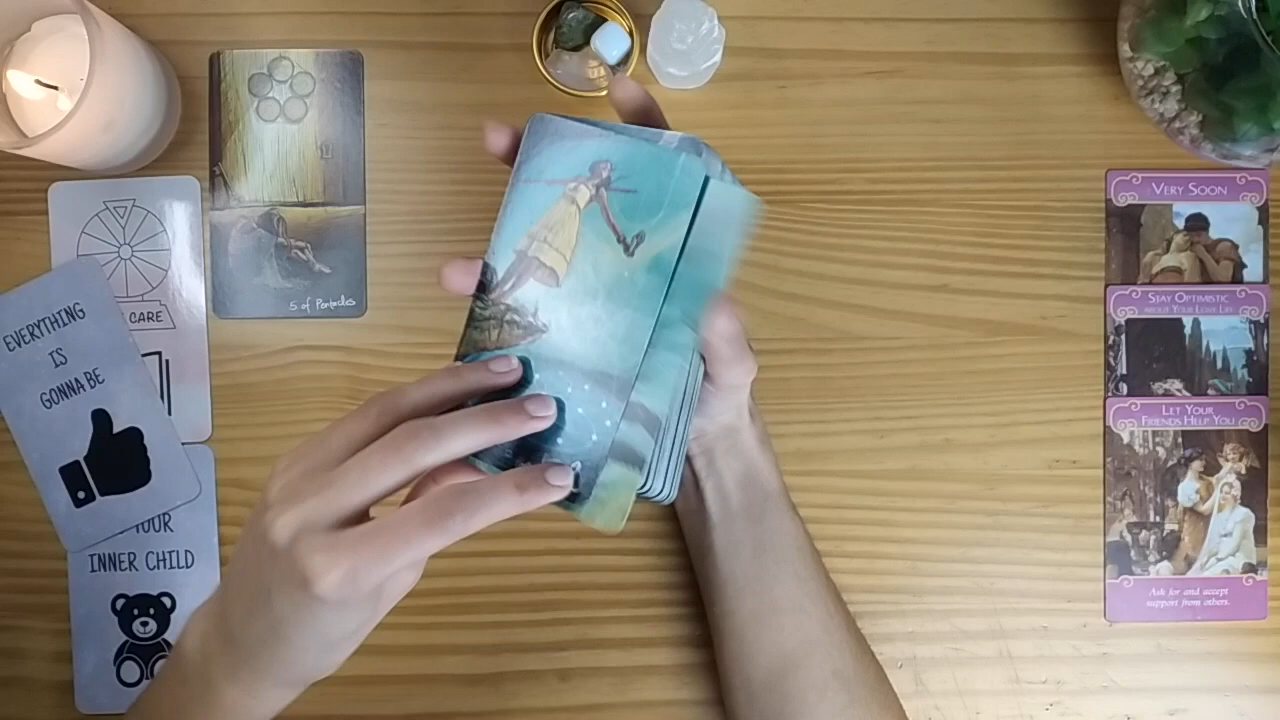 5 of Pentacles
CARE
EVERYTHING
IS
GONNA BE
YOUR
INNER CHILD
VERY SOON
STAY OPTIMISTIC
ABOUT YOUR LOVE LIFE
LET YOUR
FRIENDS HELP YOU
Ask for and accept
support from others.